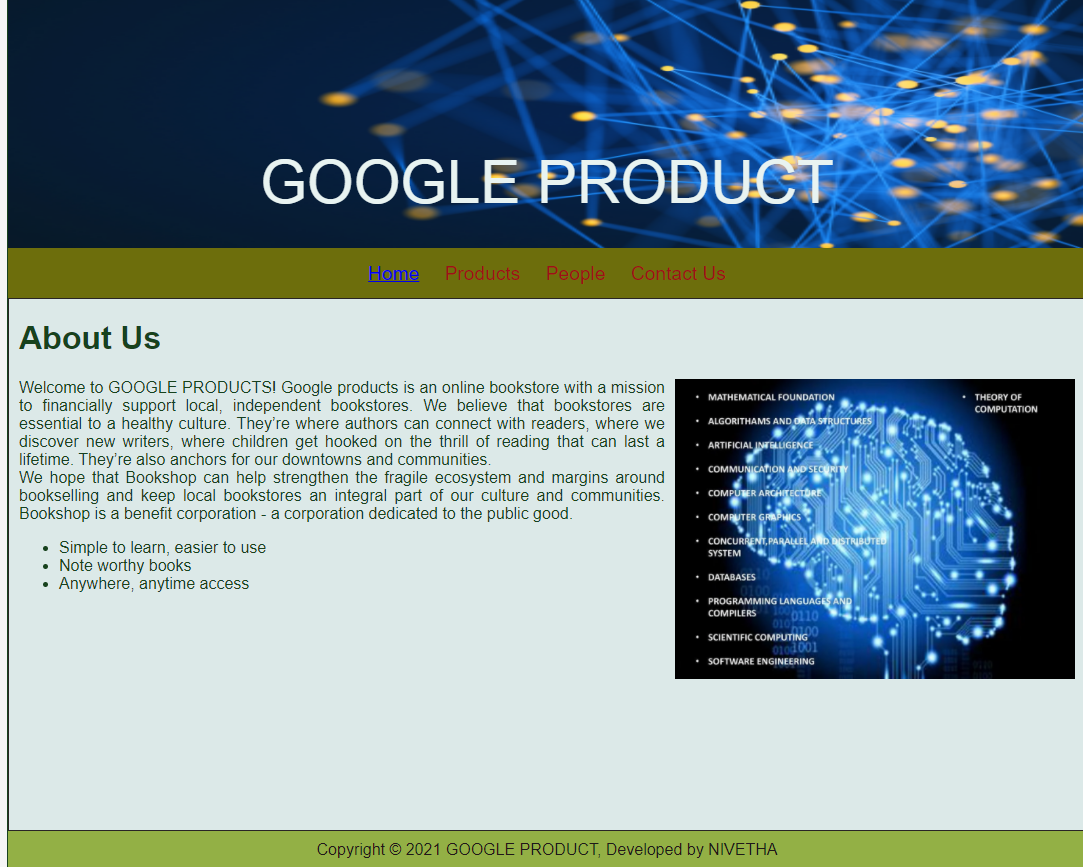 GOOGLE PRODUCT
Home Products People Contact Us
About Us
Welcome to GOOGLE PRODUCTS! Google products is an online bookstore with a mission
to financially support local, independent bookstores. We believe that bookstores are
essential to a healthy culture. They’re where authors can connect with readers, where we
discover new writers, where children get hooked on the thrill of reading that can last a
lifetime. They’re also anchors for our downtowns and communities.
We hope that Bookshop can help strengthen the fragile ecosystem and margins around
bookselling and keep local bookstores an integral part of our culture and communities.
Bookshop is a benefit corporation - a corporation dedicated to the public good.
• Simple to learn, easier to use
• Note worthy books
• Anywhere, anytime access
• MATHEMATICAL FOUNDATION
• ALGORITHAMS AND DATA STRUCTURES
• ARTIFICIAL INTELLIGENCE
• COMMUNICATION AND SECURITY
• COMPUTER ARCHITECTURE
• COMPUTER GRAPHICS
• CONCURRENT,PARALLEL AND DISTRIBUTED
SYSTEM
• DATABASES
• PROGRAMMING LANGUAGES AND
COMPILERS
• SCIENTIFIC COMPUTING
• SOFTWARE ENGINEERING
• THEORY OF
COMPUTATION
0110
0100
0110
010
0100
0100
1001
Copyright © 2021 GOOGLE PRODUCT, Developed by NIVETHA